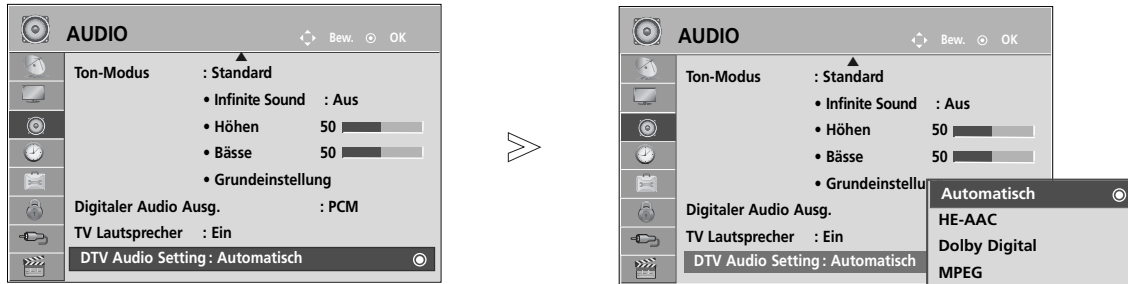 AUDIO
Bew. OK
Ton-Modus : Standard
• Infinite Sound : Aus
• Höhen 50
• Bässe 50
• Grundeinstellung
Digitaler Audio Ausg. : PCM
TV Lautsprecher : Ein
DTV Audio Setting : Automatisch
AUDIO
Bew. OK
Ton-Modus : Standard
• Infinite Sound : Aus
• Höhen 50
• Bässe 50
• Grundeinstellu
Digitaler Audio Ausg.
TV Lautsprecher : Ein
DTV Audio Setting : Automatisch
Automatisch
HE-AAC
Dolby Digital
MPEG